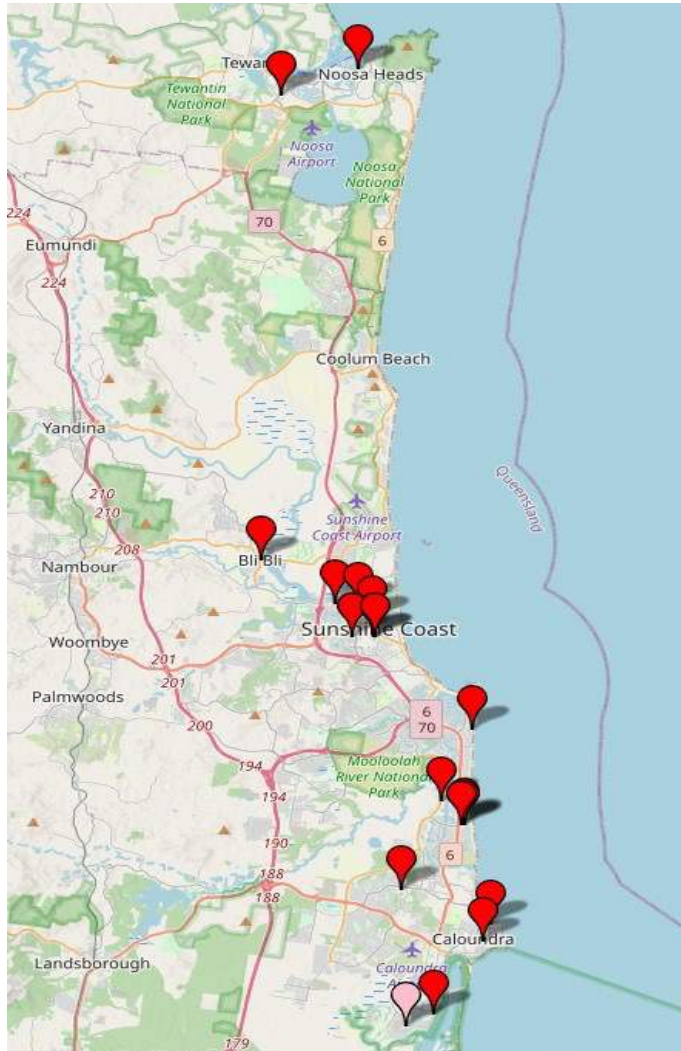 Noosa Heads
Tewantin
National
Park
Noosa
Airport
Noosa
National
Park
224
70
6
Eumundi
224
Coolum Beach
Yandina
Queensland
210
210
Sunshine
Coast Airport
208
Bli Bli
Nambour
Sunshine Coast
Woombye
201
201
Palmwoods
200
6
70
194
Mooloolah
River National
Park
194
190
6
188
188
Caloundra
Landsborough
Caloundra
179